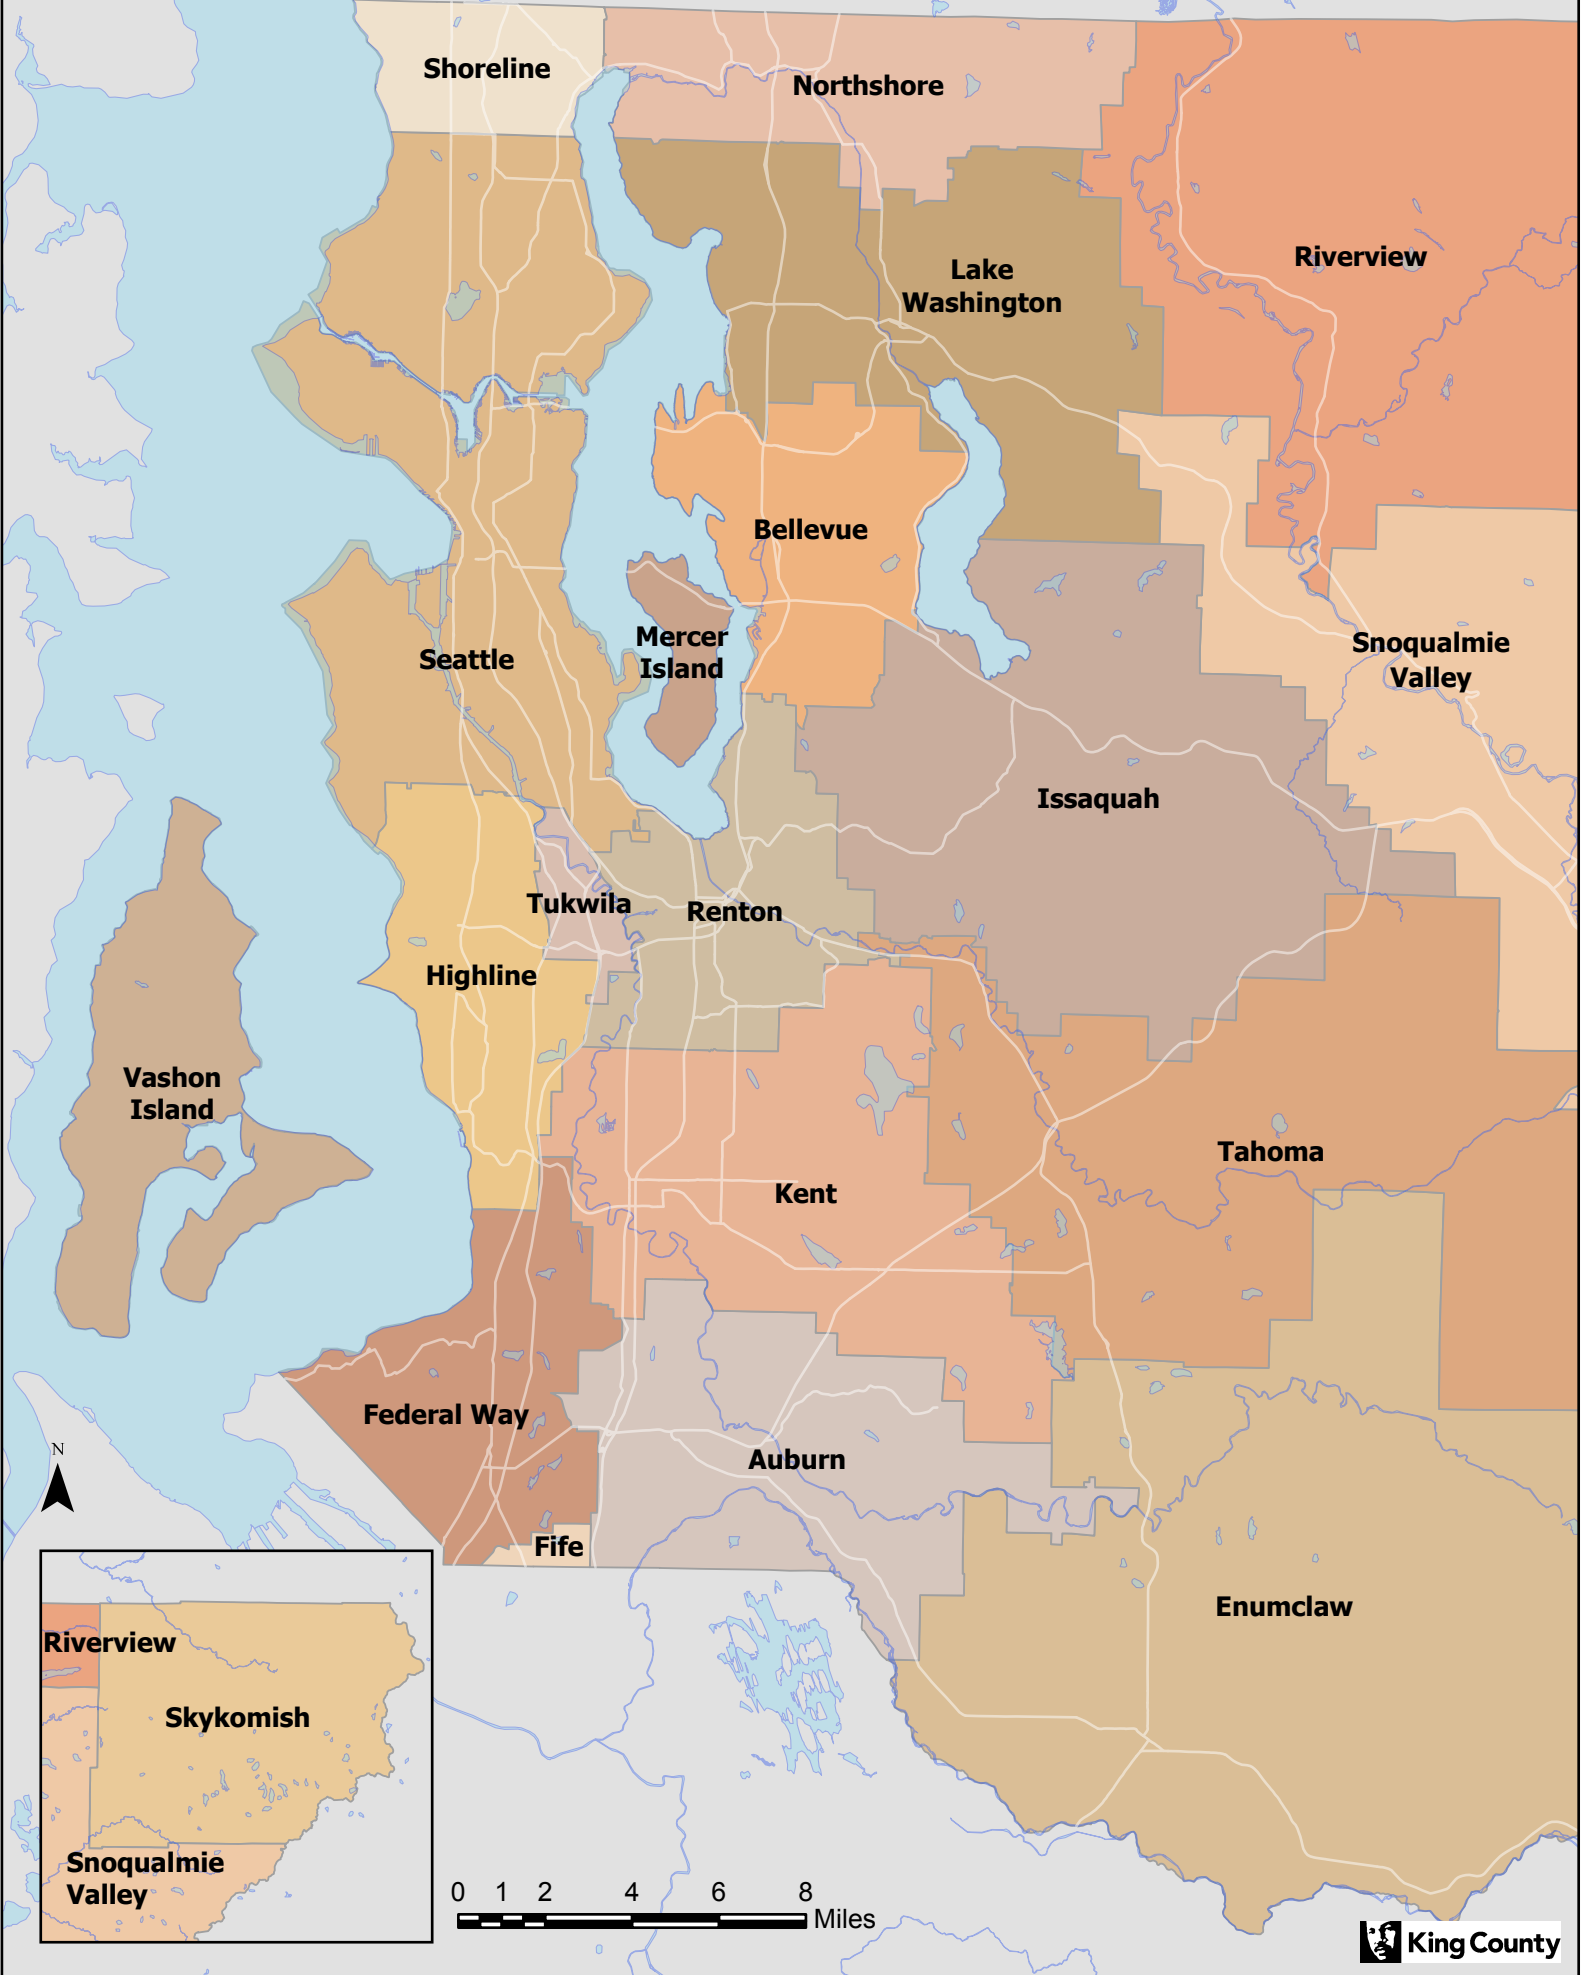 Shoreline
Northshore
Riverview
Lake
Washington
Bellevue
Mercer
Island
Seattle
Snoqualmie
Valley
Issaquah
Tukwila
Renton
Highline
Vashon
Island
Tahoma
Kent
Federal Way
Auburn
N
Fife
Enumclaw
Riverview
Skykomish
Snoqualmie
Valley
0 1 2 4 6 8
Miles
King County